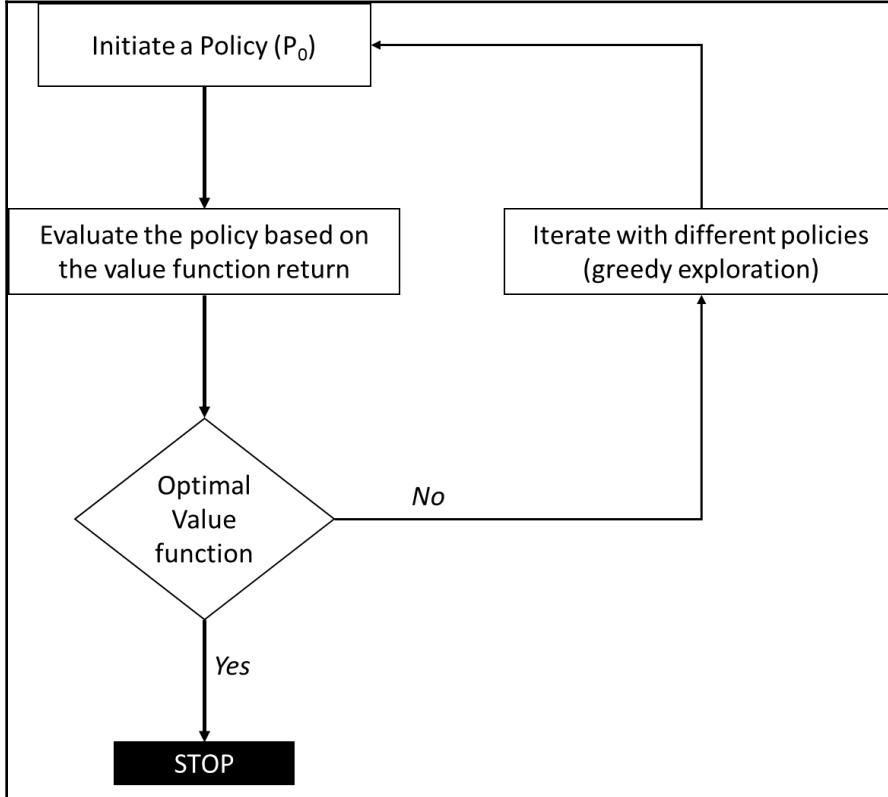 Initiate a Policy (P₀)
Evaluate the policy based on
the value function return
Iterate with different policies
(greedy exploration)
Optimal
Value
function
No
Yes
STOP